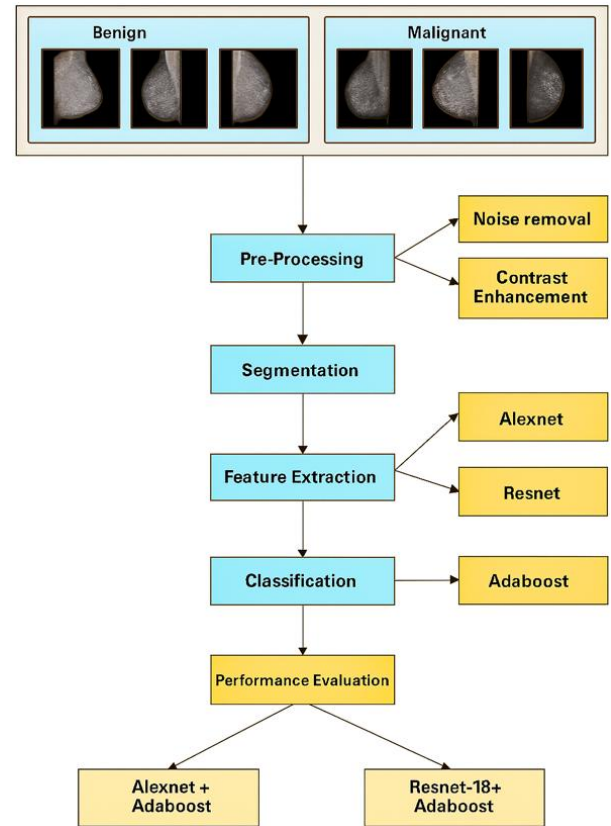 Benign
Malignant
Noise removal
Pre-Processing
Contrast
Enhancement
Segmentation
Alexnet
Feature Extraction
Resnet
Classification
Adaboost
Performance Evaluation
Alexnet +
Adaboost
Resnet-18+
Adaboost